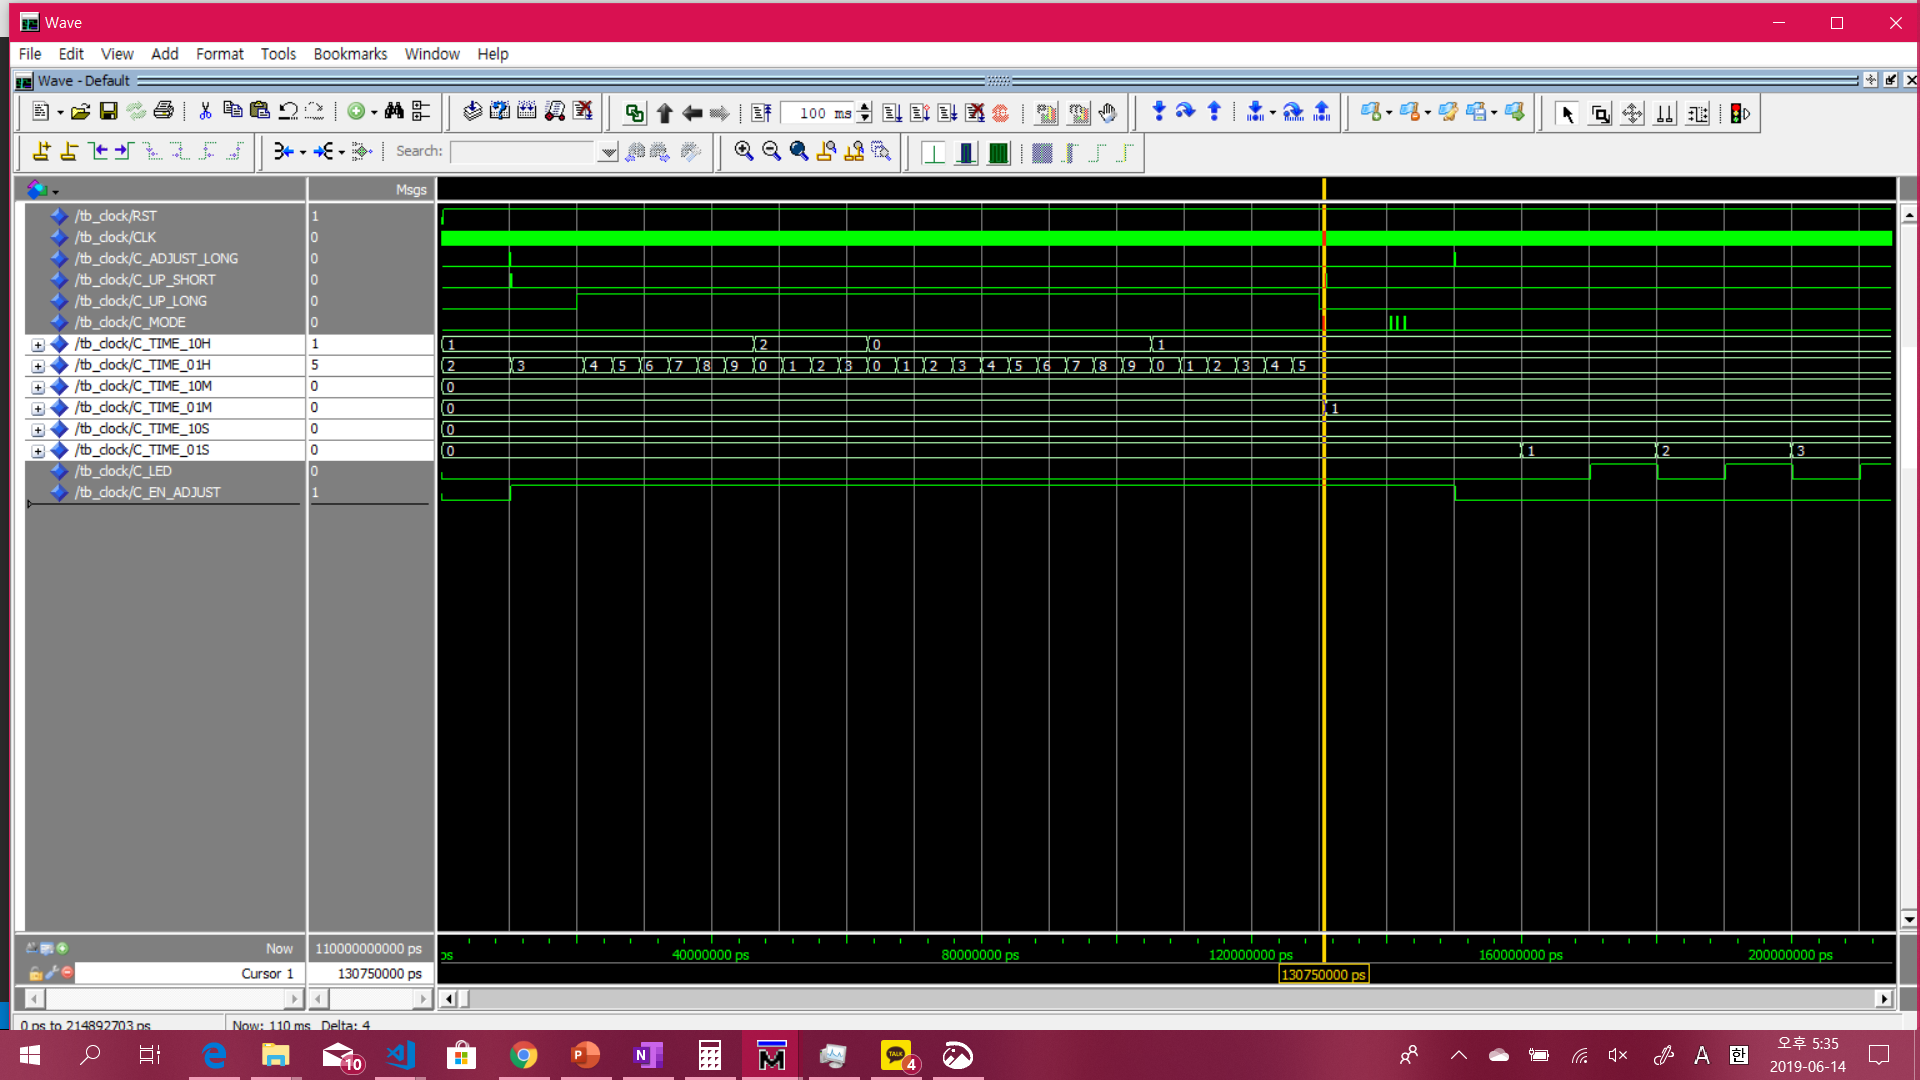 Wave
File Edit View Add Format Tools Bookmarks Window Help
Wave - Default
100 ms
Search:
Msgs
/tb_clock/RST 1
/tb_clock/CLK 0
/tb_clock/C_ADJUST_LONG 0
/tb_clock/C_UP_SHORT 0
/tb_clock/C_UP_LONG 0
/tb_clock/C_MODE 0
/tb_clock/C_TIME_10H 1 1 2 0 1
/tb_clock/C_TIME_01H 5 2 3 4 5 6 7 8 9 0 1 2 3 0 1 2 3 4 5 6 7 8 9 0 1 2 3 4 5
/tb_clock/C_TIME_10M 0 0
/tb_clock/C_TIME_01M 0 0 1
/tb_clock/C_TIME_10S 0 0
/tb_clock/C_TIME_01S 0 0 1 2 3
/tb_clock/C_LED 0
/tb_clock/C_EN_ADJUST 1
Now 110000000000 ps ps 40000000 ps 80000000 ps 120000000 ps 160000000 ps 200000000 ps
Cursor 1 130750000 ps 130750000 ps
0 ps to 214892703 ps Now: 110 ms Delta: 4
10 TALK 4 A 한 오후 5:35
2019-06-14